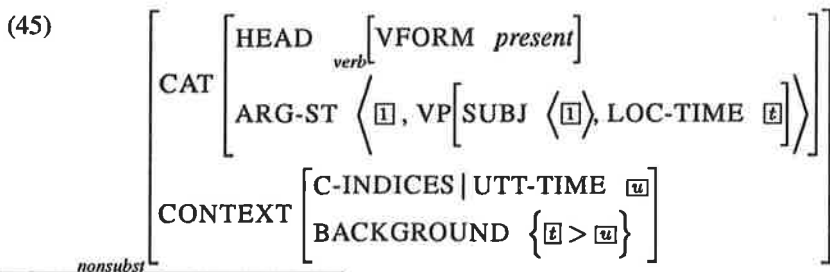 (45)
HEAD verb[VFORM present]
CAT
ARG-ST ⟨[1], VP[SUBJ ⟨[1]⟩, LOC-TIME [t]]⟩
C-INDICES | UTT-TIME [u]
CONTEXT
BACKGROUND {[t] > [u]}
nonsubst